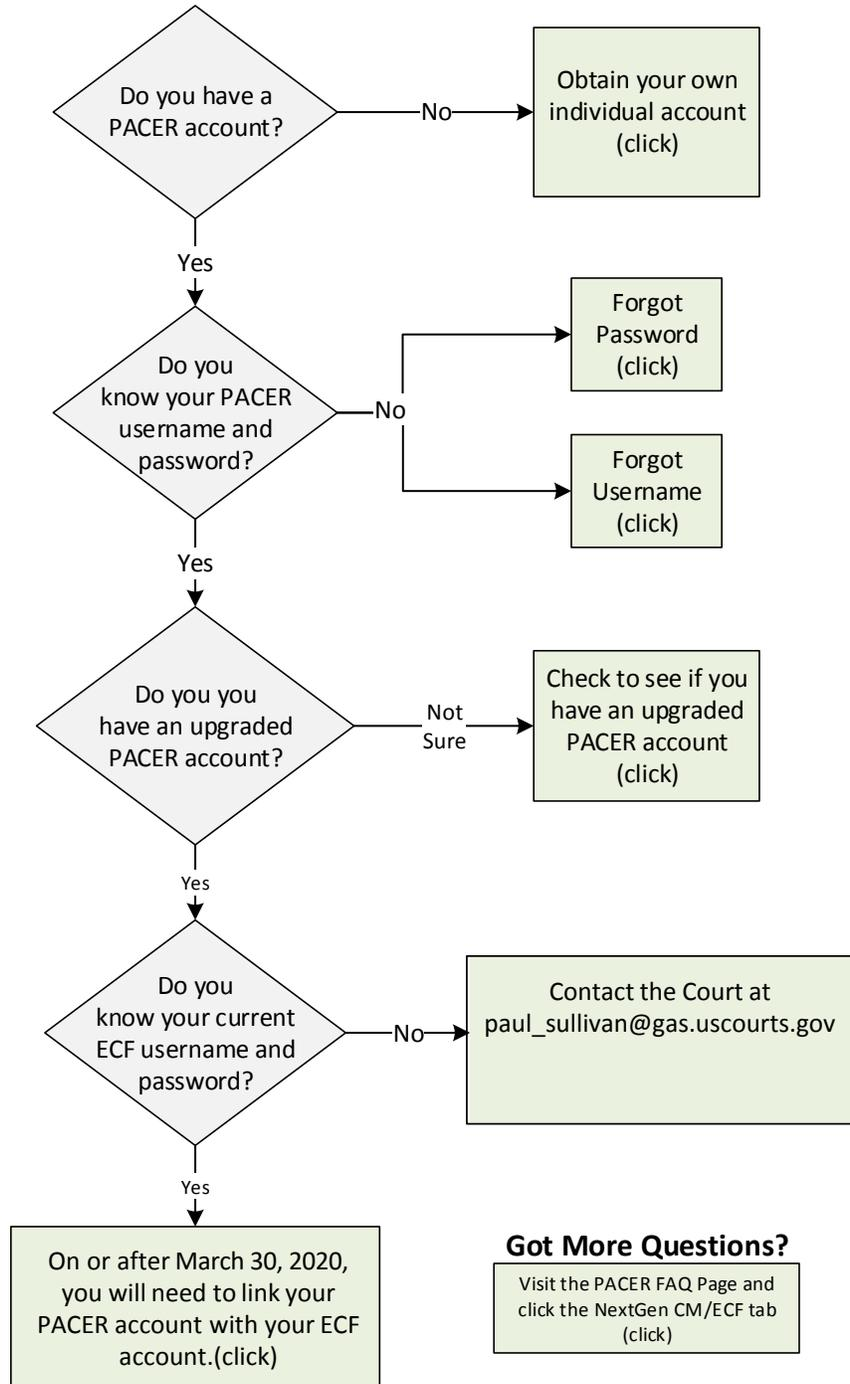 Do you have a
PACER account?
No
Obtain your own
individual account
(click)
Yes
Do you
know your PACER
username and
password?
No
Forgot
Password
(click)
Forgot
Username
(click)
Yes
Do you you
have an upgraded
PACER account?
Not
Sure
Check to see if you
have an upgraded
PACER account
(click)
Yes
Do you
know your current
ECF username and
password?
No
Contact the Court at
paul_sullivan@gas.uscourts.gov
Yes
On or after March 30, 2020,
you will need to link your
PACER account with your ECF
account.(click)
Got More Questions?
Visit the PACER FAQ Page and
click the NextGen CM/ECF tab
(click)